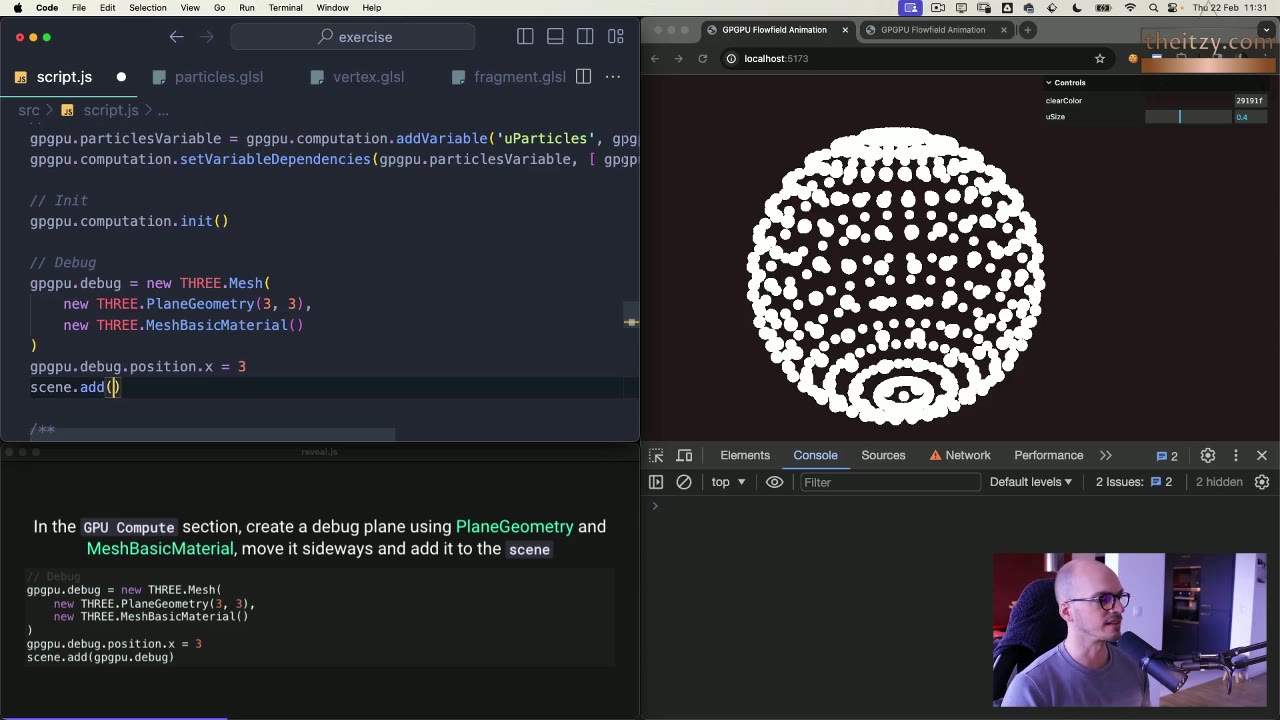 Code File Edit Selection View Go Run Terminal Window Help
Thu 22 Feb 11:31
exercise
script.js
particles.glsl
vertex.glsl
fragment.glsl
src > script.js > ...
gpgpu.particlesVariable = gpgpu.computation.addVariable('uParticles', gpg
gpgpu.computation.setVariableDependencies(gpgpu.particlesVariable, [ gpgp
// Init
gpgpu.computation.init()
// Debug
gpgpu.debug = new THREE.Mesh(
new THREE.PlaneGeometry(3, 3),
new THREE.MeshBasicMaterial()
)
gpgpu.debug.position.x = 3
scene.add()
/**
reveal.js
In the GPU Compute section, create a debug plane using PlaneGeometry and
MeshBasicMaterial, move it sideways and add it to the scene
// Debug
gpgpu.debug = new THREE.Mesh(
new THREE.PlaneGeometry(3, 3),
new THREE.MeshBasicMaterial()
)
gpgpu.debug.position.x = 3
scene.add(gpgpu.debug)
GPGPU Flowfield Animation
GPGPU Flowfield Animation
theitzy.com
localhost:5173
Controls
clearColor 29191f
uSize 0.4
Elements Console Sources Network Performance 2
top Filter Default levels 2 Issues: 2 2 hidden